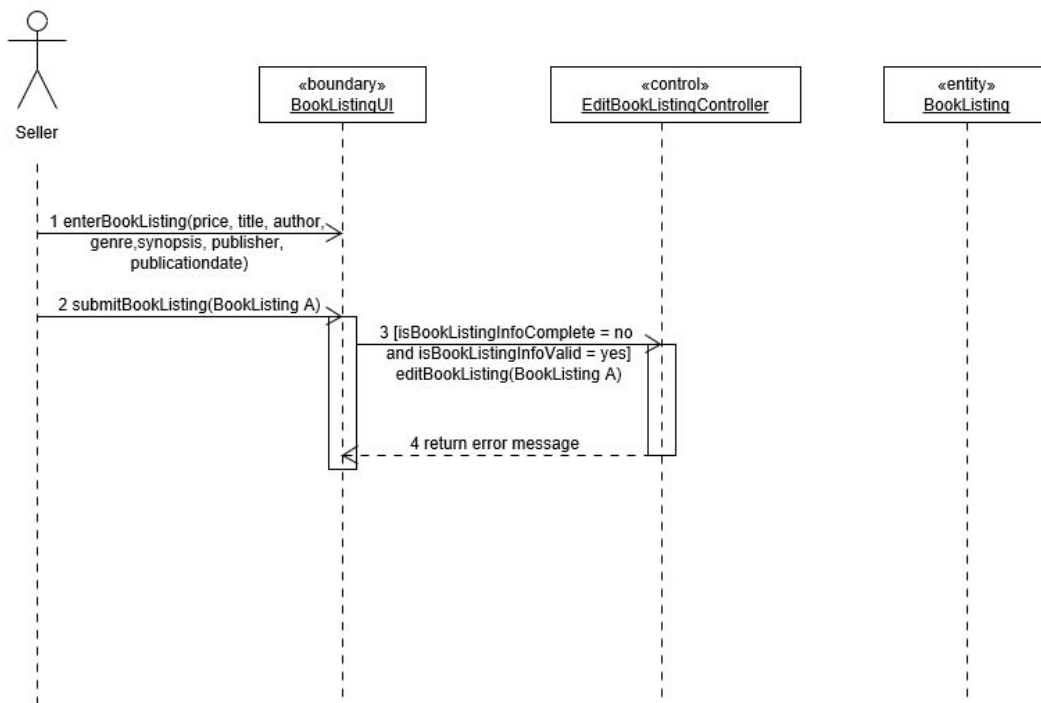 Seller
«boundary»
BookListingUI
«control»
EditBookListingController
«entity»
BookListing
1 enterBookListing(price, title, author,
genre,synopsis, publisher,
publicationdate)
2 submitBookListing(BookListing A)
3 [isBookListingInfoComplete = no
and isBookListingInfoValid = yes]
editBookListing(BookListing A)
4 return error message